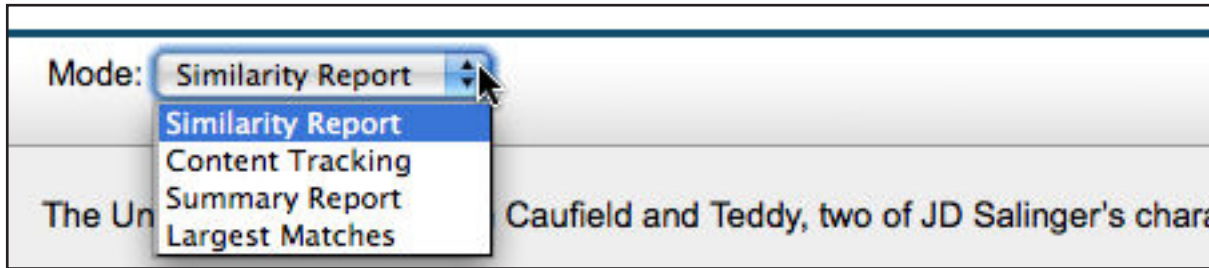 Mode: Similarity Report
Similarity Report
Content Tracking
Summary Report
The Un Caufield and Teddy, two of JD Salinger's
Largest Matches